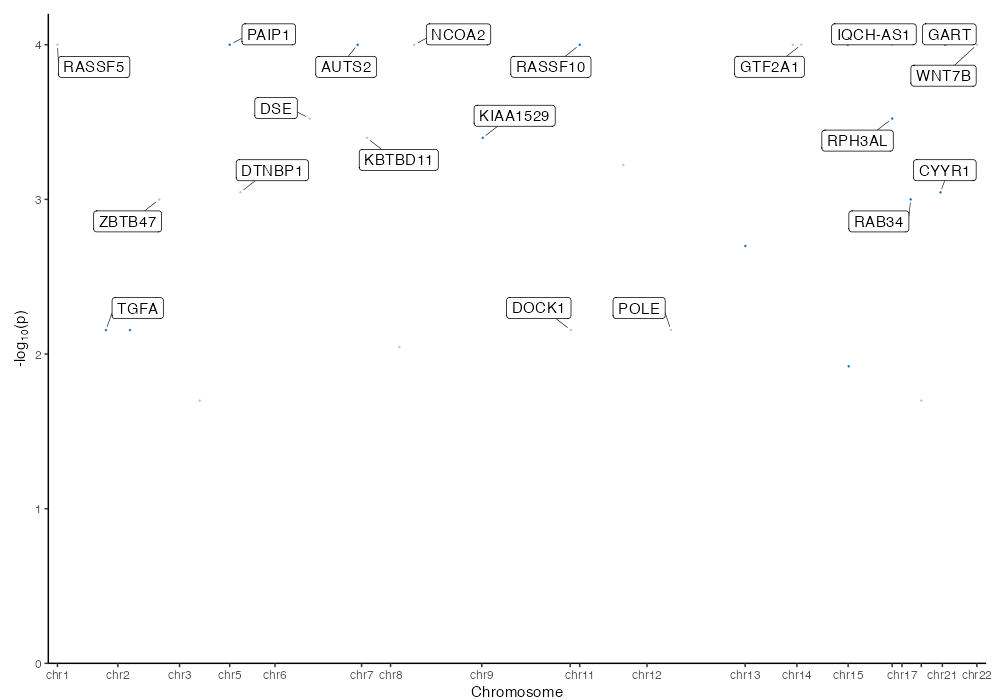 4
PAIP1
NCOA2
IQCH-AS1
GART
RASSF5
AUTS2
RASSF10
GTF2A1
WNT7B
DSE
KIAA1529
RPH3AL
KBTBD11
DTNBP1
CYYR1
3
ZBTB47
RAB34
TGFA
DOCK1
POLE
-log10(p)
2
1
0
chr1 chr2 chr3 chr5 chr6 chr7 chr8 chr9 chr11 chr12 chr13 chr14 chr15 chr17 chr21 chr22
Chromosome